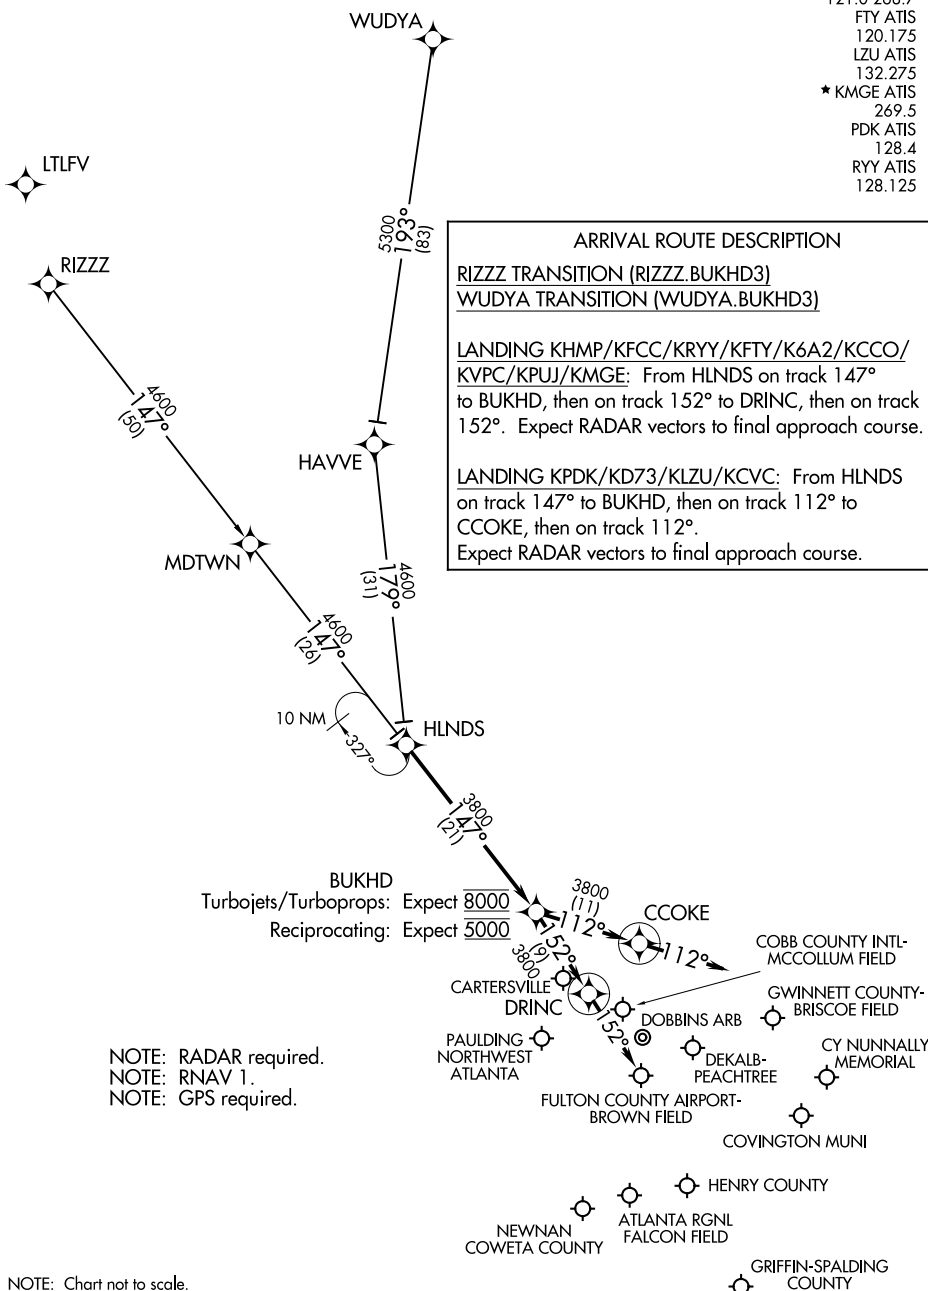 FTY ATIS
120.175
LZU ATIS
132.275
★ KMGE ATIS
269.5
PDK ATIS
128.4
RYY ATIS
128.125
WUDYA
LTLFV
RIZZZ
5300
193°
(83)
ARRIVAL ROUTE DESCRIPTION
RIZZZ TRANSITION (RIZZZ.BUKHD3)
WUDYA TRANSITION (WUDYA.BUKHD3)
LANDING KHMP/KFCC/KRYY/KFTY/K6A2/KCCO/
KVPC/KPUJ/KMGE: From HLNDS on track 147°
to BUKHD, then on track 152° to DRINC, then on track
152°. Expect RADAR vectors to final approach course.
LANDING KPDK/KD73/KLZU/KCVC: From HLNDS
on track 147° to BUKHD, then on track 112° to
CCOKE, then on track 112°.
Expect RADAR vectors to final approach course.
4600
147°
(50)
HAVVE
MDTWN
4600
179°
(31)
4600
147°
(26)
10 NM
327°
HLNDS
3800
147°
(21)
BUKHD
Turbojets/Turboprops: Expect 8000
Reciprocating: Expect 5000
3800
(11)
112°
CCOKE
112°
152°
(9)
3800
COBB COUNTY INTL-
MCCOLLUM FIELD
CARTERSVILLE
DRINC
152°
GWINNETT COUNTY-
BRISCOE FIELD
DOBBINS ARB
PAULDING
NORTHWEST
ATLANTA
DEKALB-
PEACHTREE
CY NUNNALLY
MEMORIAL
FULTON COUNTY AIRPORT-
BROWN FIELD
COVINGTON MUNI
NOTE: RADAR required.
NOTE: RNAV 1.
NOTE: GPS required.
HENRY COUNTY
ATLANTA RGNL
FALCON FIELD
NEWNAN
COWETA COUNTY
GRIFFIN-SPALDING
COUNTY
NOTE: Chart not to scale.